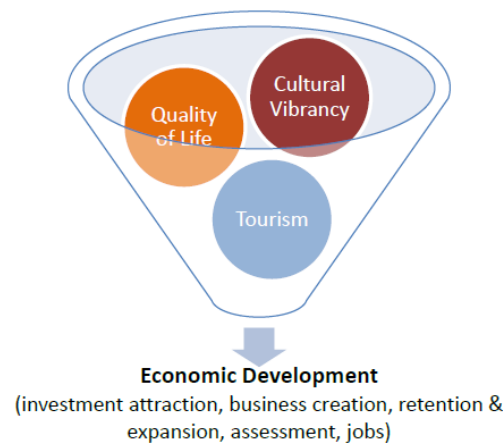 Cultural
Vibrancy
Quality
of Life
Tourism
Economic Development
(investment attraction, business creation, retention &
expansion, assessment, jobs)